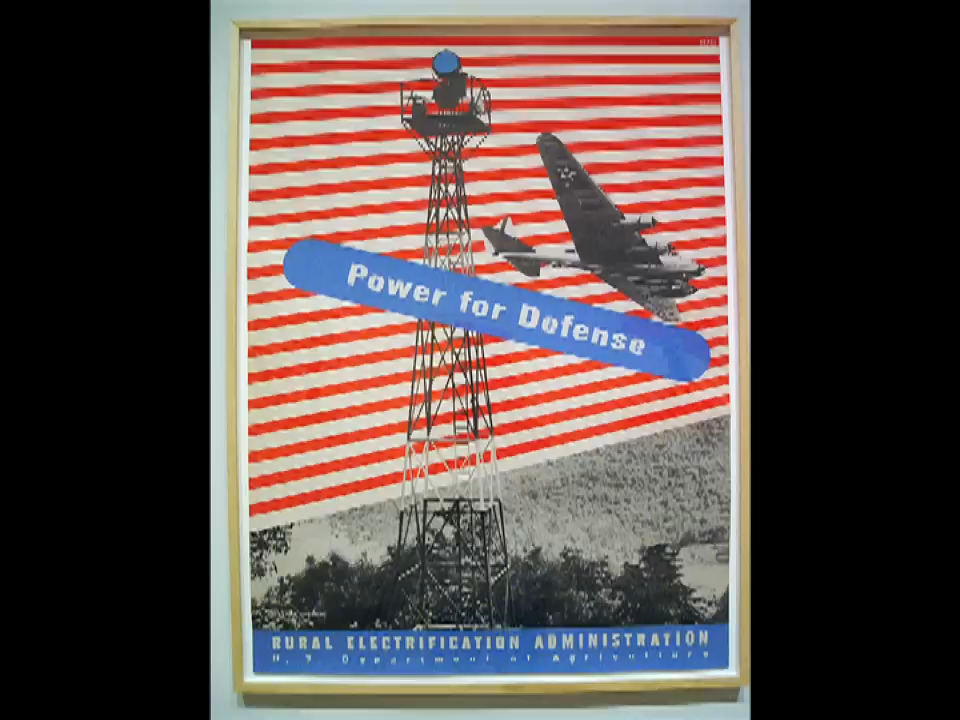 Power for Defense
RURAL ELECTRIFICATION ADMINISTRATION
U. S. Department of Agriculture